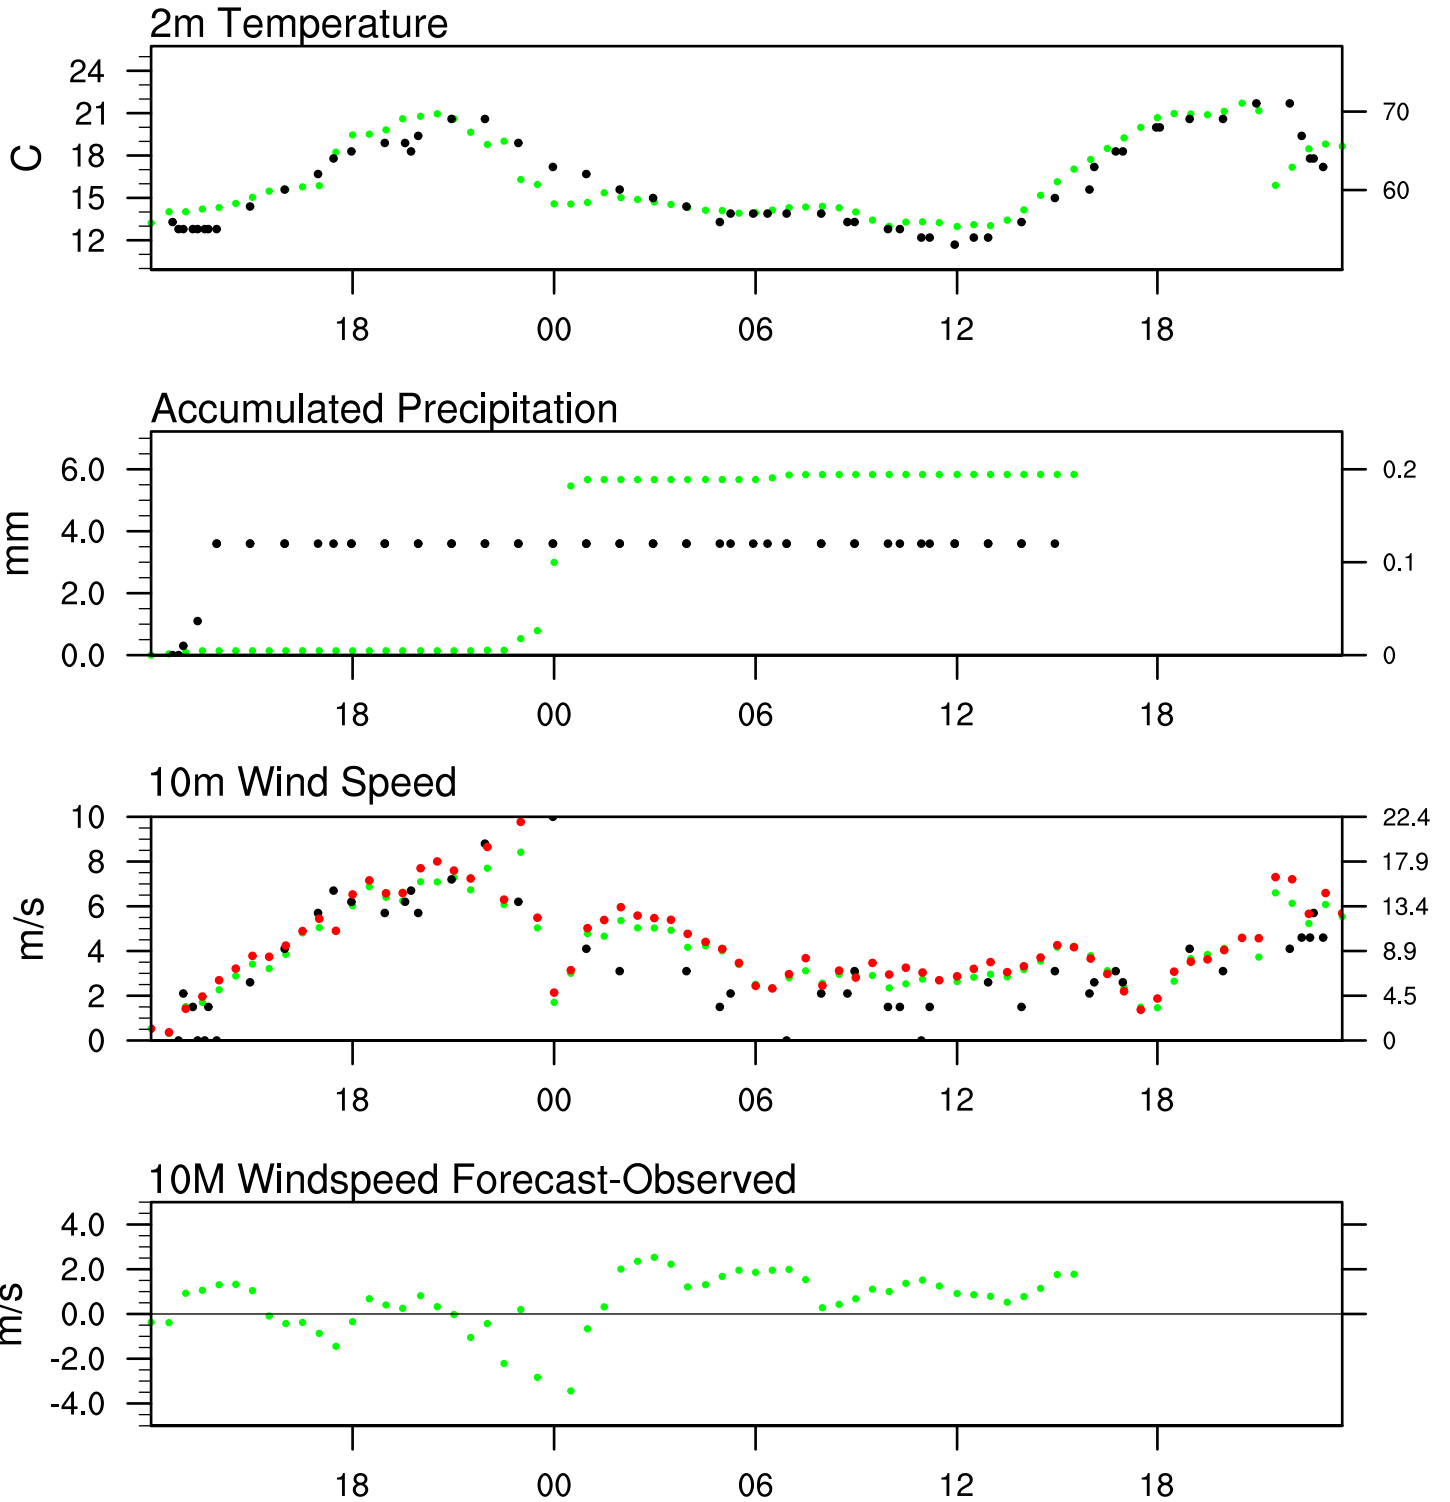 2m Temperature
24
21
18
15
12
C
70
60
18 00 06 12 18
Accumulated Precipitation
6.0
4.0
2.0
0.0
mm
0.2
0.1
0
18 00 06 12 18
10m Wind Speed
10
8
6
4
2
0
m/s
22.4
17.9
13.4
8.9
4.5
0
18 00 06 12 18
10M Windspeed Forecast-Observed
4.0
2.0
0.0
-2.0
-4.0
m/s
18 00 06 12 18